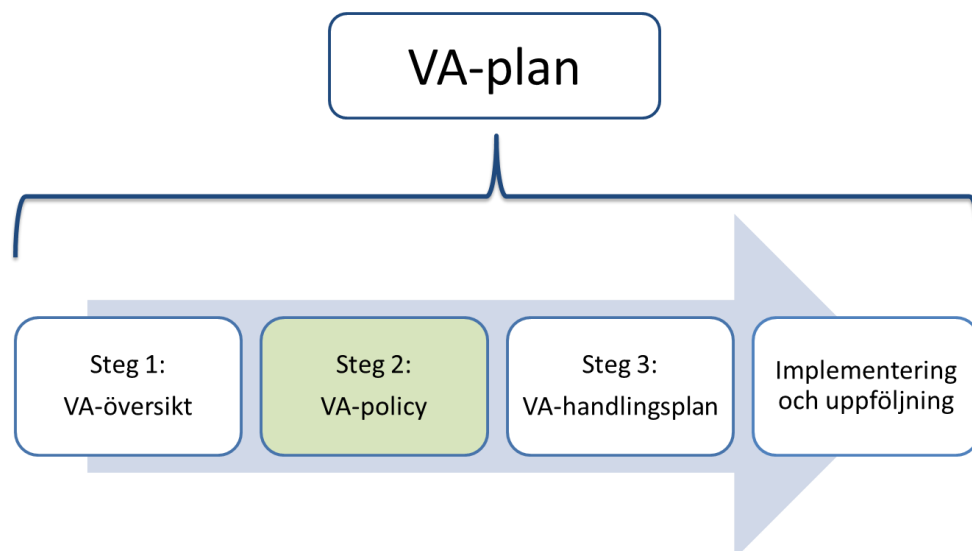 VA-plan
Steg 1:
VA-översikt
Steg 2:
VA-policy
Steg 3:
VA-handlingsplan
Implementering
och uppföljning